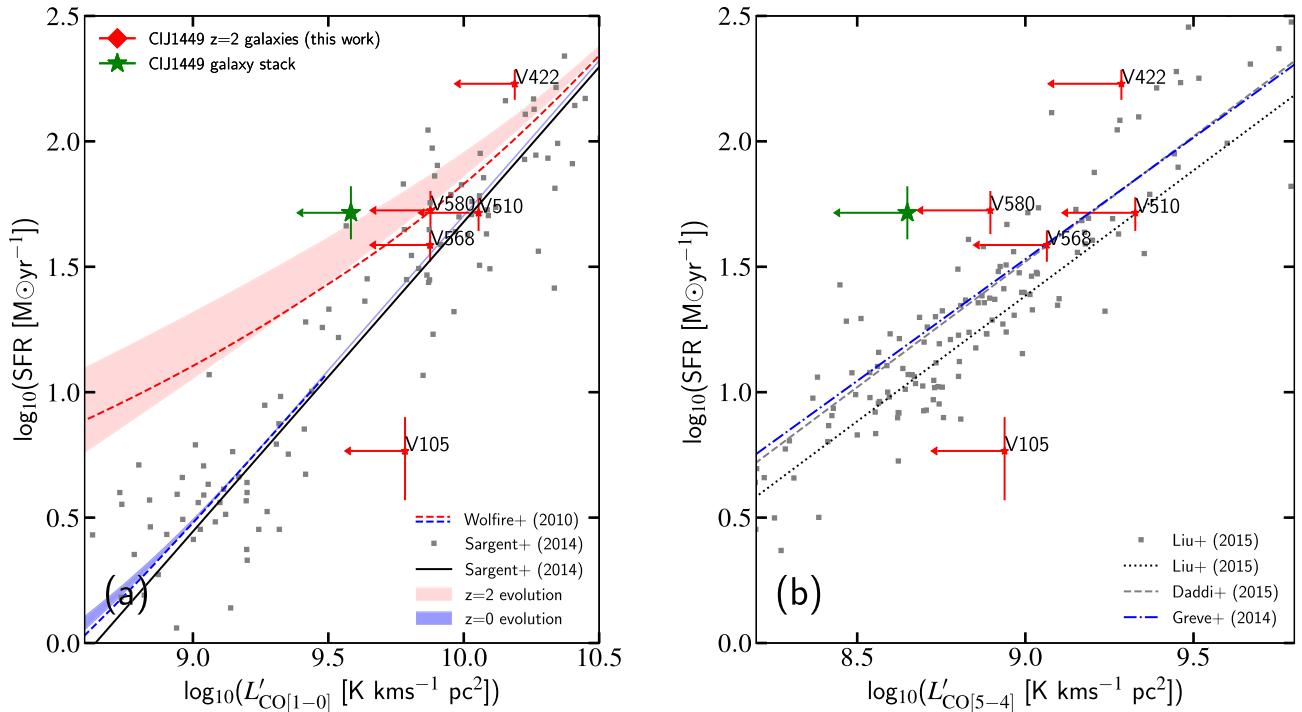 2.5
2.0
1.5
1.0
0.5
0.0
9.0 9.5 10.0 10.5
log₁₀(SFR [M⊙yr⁻¹])
log₁₀(L′CO[1−0] [K kms⁻¹ pc²])
CIJ1449 z=2 galaxies (this work)
CIJ1449 galaxy stack
V422
V580
V510
V568
V105
(a)
Wolfire+ (2010)
Sargent+ (2014)
Sargent+ (2014)
z=2 evolution
z=0 evolution
2.5
2.0
1.5
1.0
0.5
0.0
8.5 9.0 9.5
log₁₀(SFR [M⊙yr⁻¹])
log₁₀(L′CO[5−4] [K kms⁻¹ pc²])
V422
V580
V510
V568
V105
(b)
Liu+ (2015)
Liu+ (2015)
Daddi+ (2015)
Greve+ (2014)